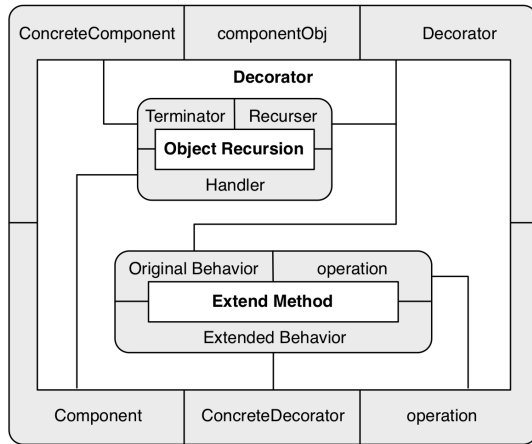 ConcreteComponent componentObj Decorator
Decorator
Terminator Recurser
Object Recursion
Handler
Original Behavior operation
Extend Method
Extended Behavior
Component ConcreteDecorator operation